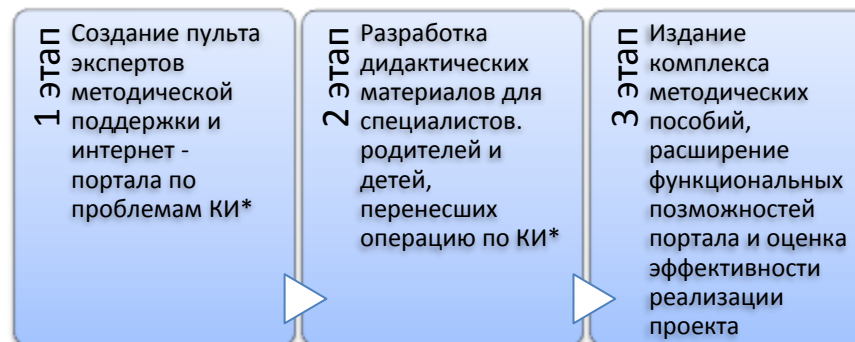 1 этап
Создание пульта
экспертов
методической
поддержки и
интернет -
портала по
проблемам КИ*
2 этап
Разработка
дидактических
материалов для
специалистов.
родителей и
детей,
перенесших
операцию по КИ*
3 этап
Издание
комплекса
методических
пособий,
расширение
функциональных
позможностей
портала и оценка
эффективности
реализации
проекта